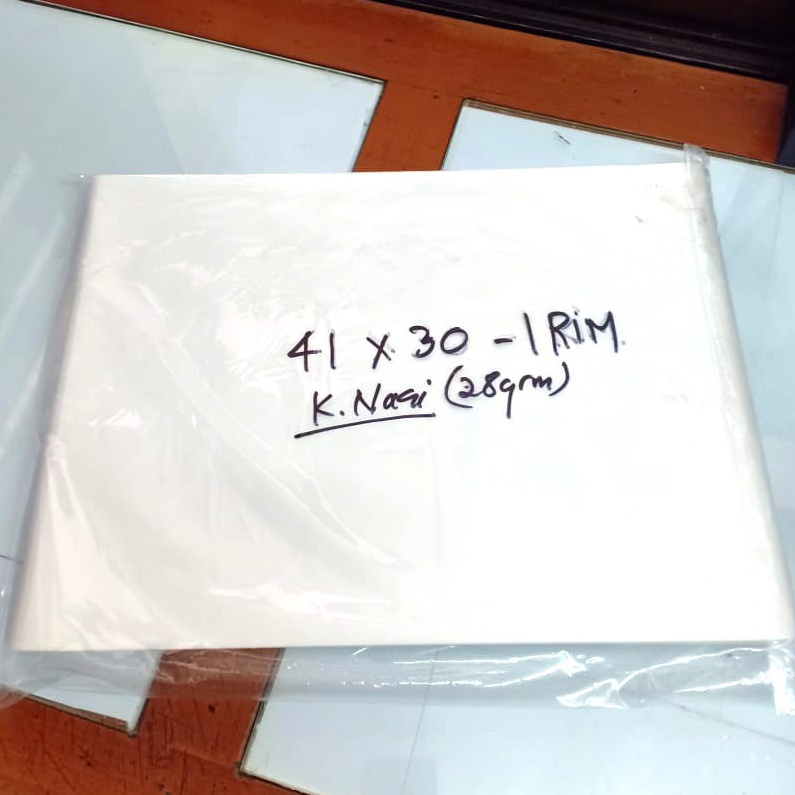 41 x 30 - 1 RiM
K. Nasi (28grm)